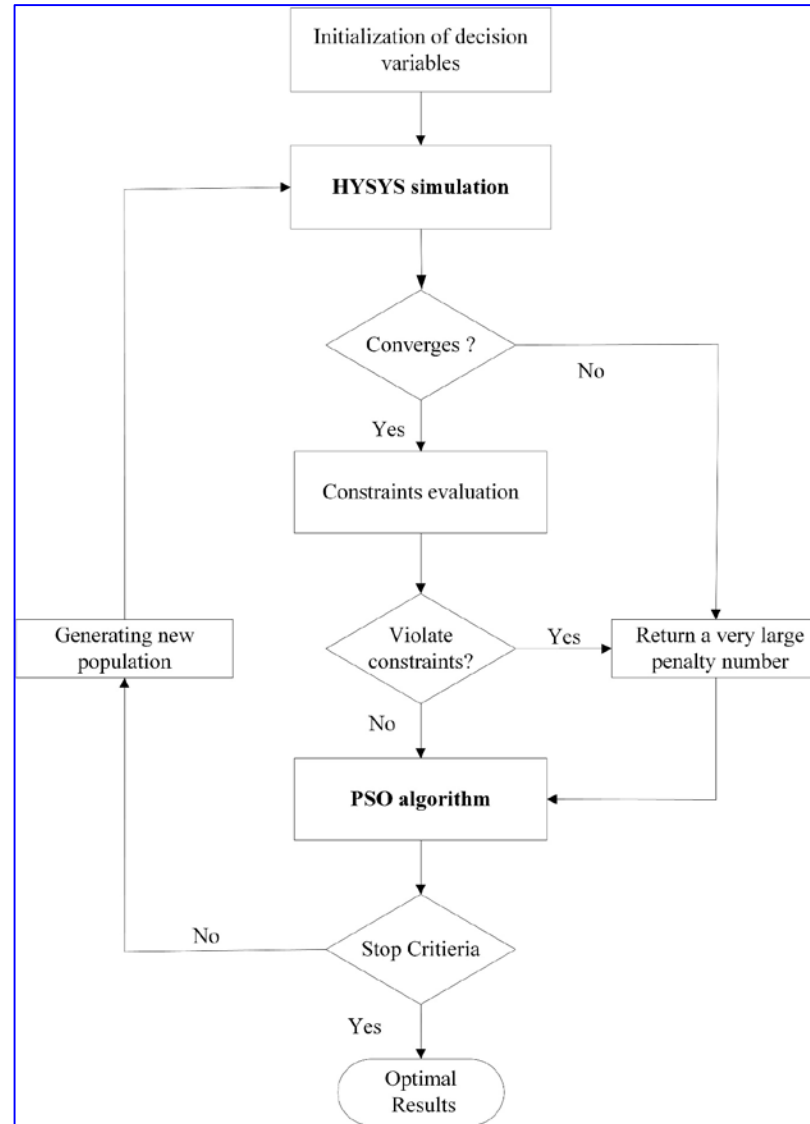 Initialization of decision
variables
HYSYS simulation
Converges ?
No
Yes
Constraints evaluation
Generating new
population
Violate
constraints?
Yes
Return a very large
penalty number
No
PSO algorithm
No
Stop Critieria
Yes
Optimal
Results